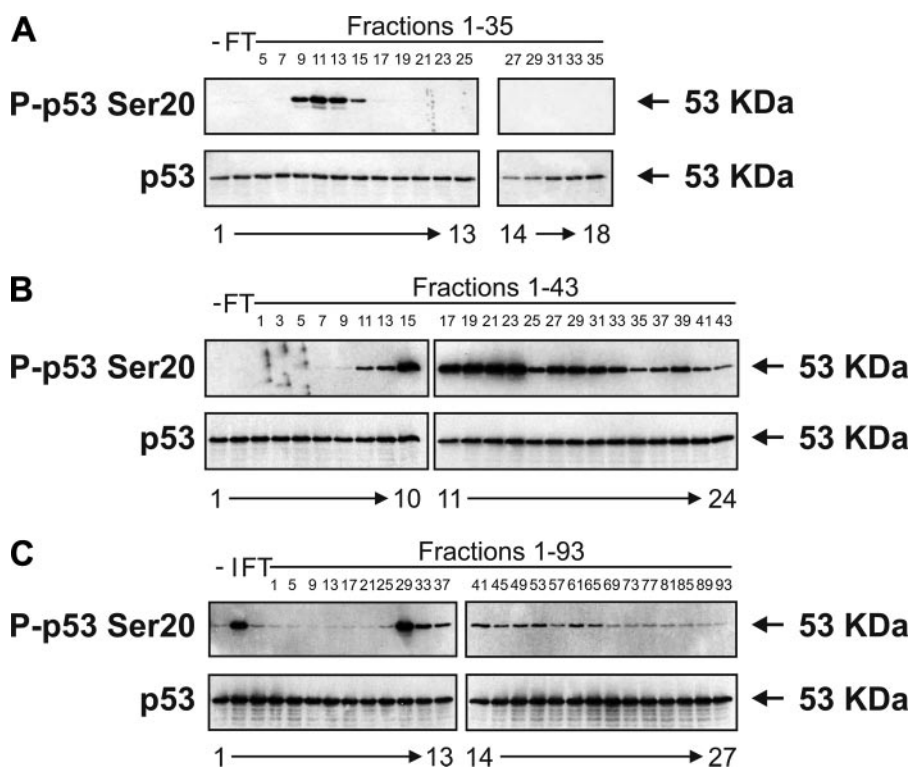 A
Fractions 1-35
- FT
5 7 9 11 13 15 17 19 21 23 25 27 29 31 33 35
P-p53 Ser20 ← 53 KDa
p53 ← 53 KDa
1 → 13 14 → 18
B
Fractions 1-43
- FT
1 3 5 7 9 11 13 15 17 19 21 23 25 27 29 31 33 35 37 39 41 43
P-p53 Ser20 ← 53 KDa
p53 ← 53 KDa
1 → 10 11 → 24
C
Fractions 1-93
- I FT
1 5 9 13 17 21 25 29 33 37 41 45 49 53 57 61 65 69 73 77 81 85 89 93
P-p53 Ser20 ← 53 KDa
p53 ← 53 KDa
1 → 13 14 → 27